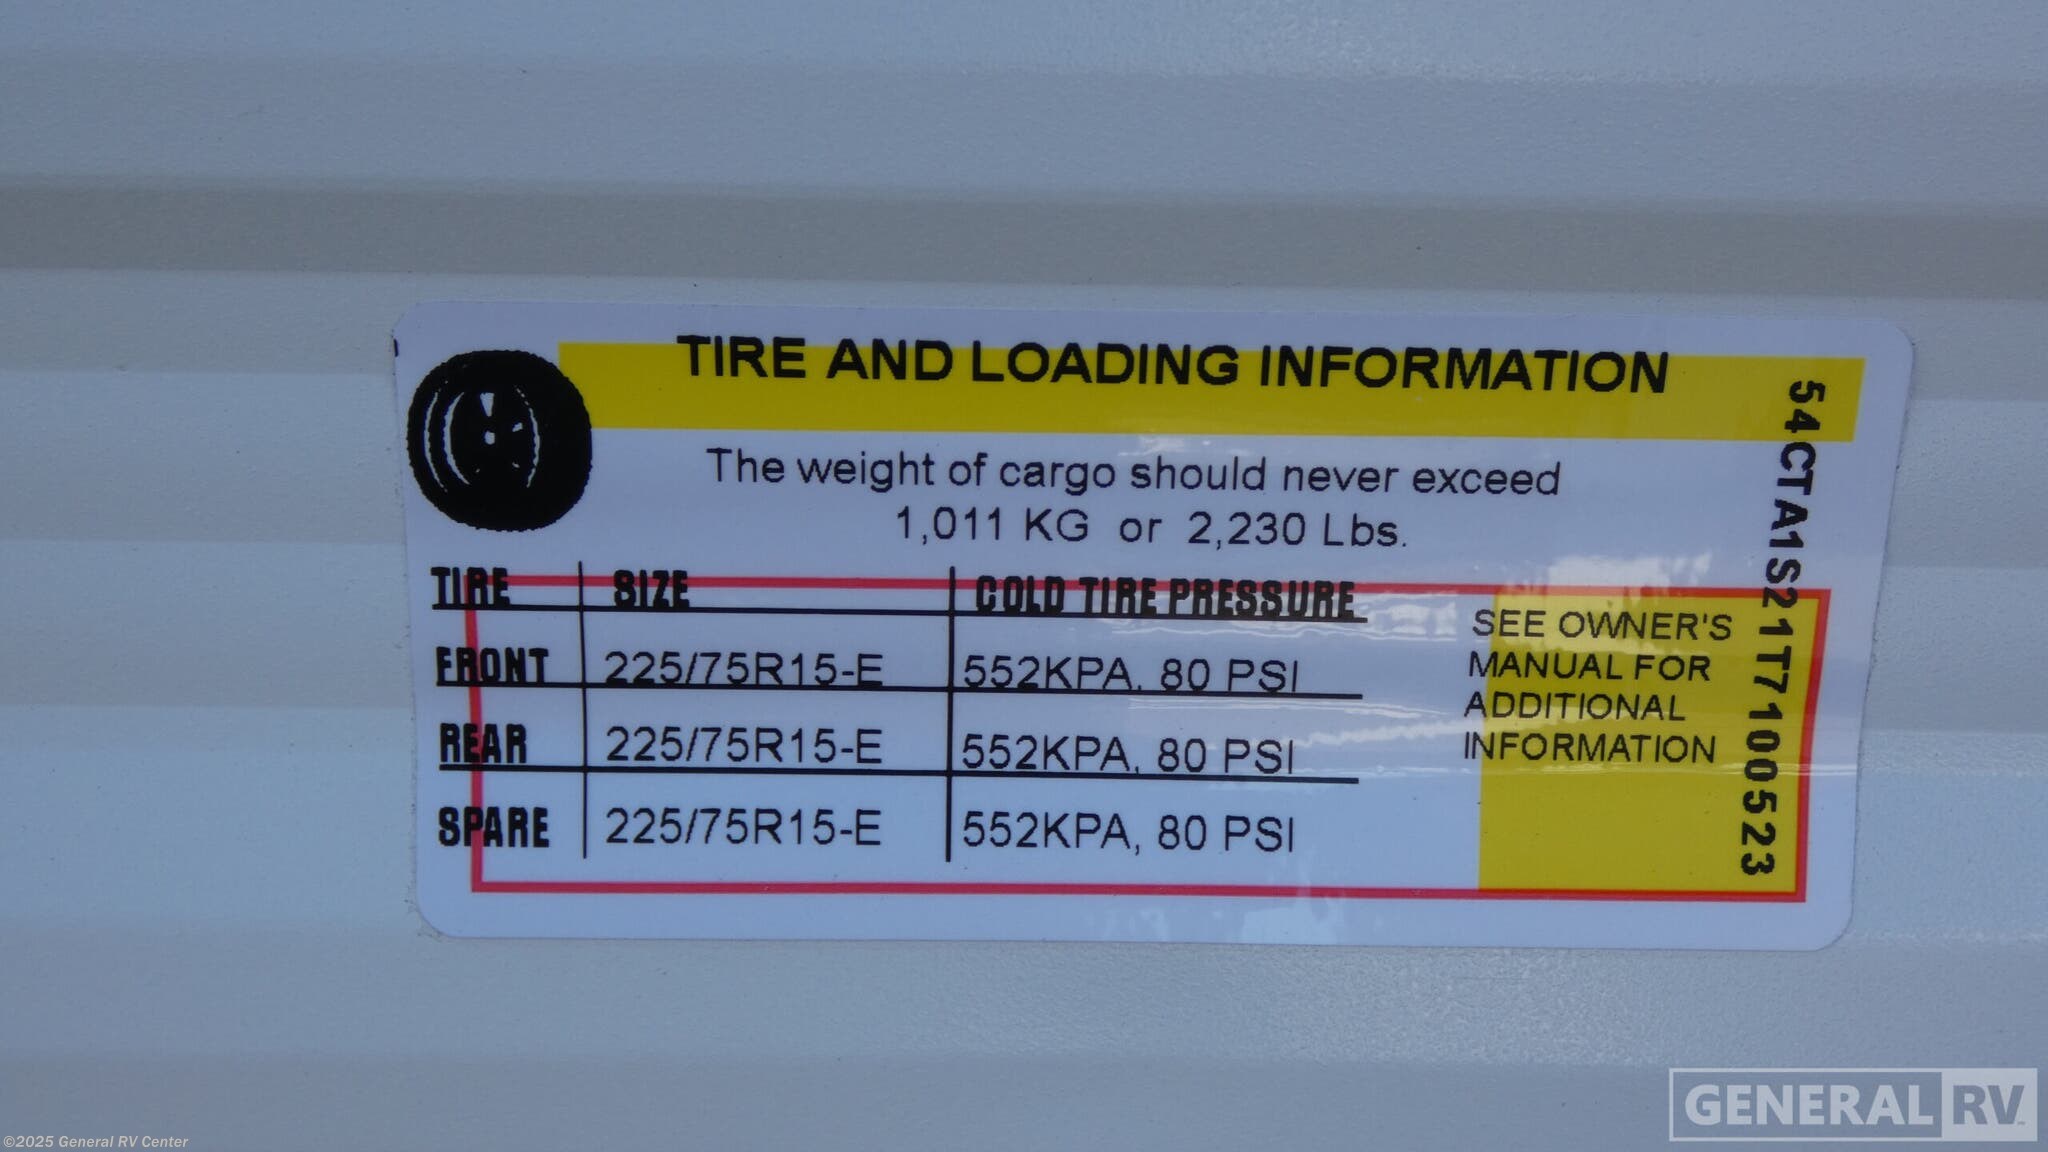 TIRE AND LOADING INFORMATION
The weight of cargo should never exceed
1,011 KG or 2,230 Lbs.
TIRE SIZE COLD TIRE PRESSURE
FRONT 225/75R15-E 552KPA, 80 PSI
REAR 225/75R15-E 552KPA, 80 PSI
SPARE 225/75R15-E 552KPA, 80 PSI
SEE OWNER'S
MANUAL FOR
ADDITIONAL
INFORMATION
54CTA1S21T7100523
GENERAL RV
©2025 General RV Center